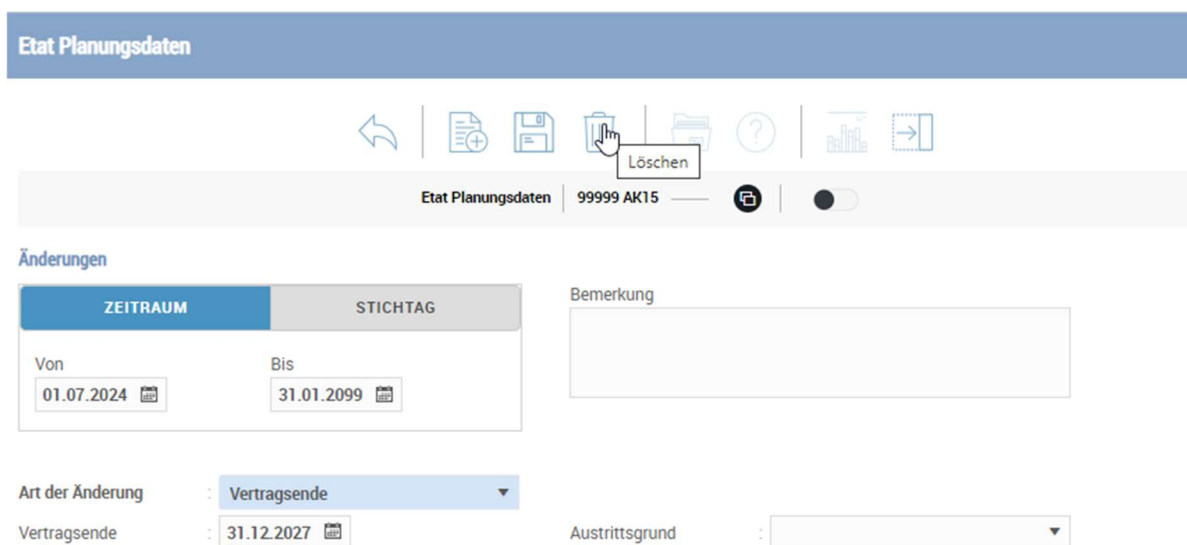 Etat Planungsdaten
Löschen
Etat Planungsdaten 99999 AK15
Änderungen
ZEITRAUM STICHTAG
Bemerkung
Von Bis
01.07.2024 31.01.2099
Art der Änderung : Vertragsende
Vertragsende : 31.12.2027 Austrittsgrund :